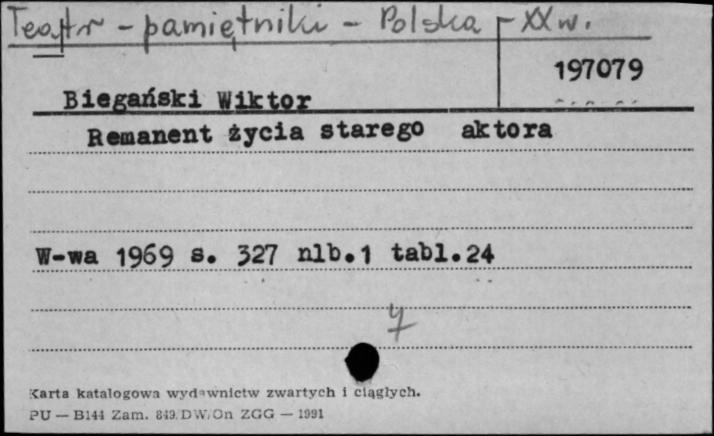 Teatr - pamiętniki - Polska - XX w.
197079
Biegański Wiktor
Remanent życia starego aktora
W-wa 1969 s. 327 nlb.1 tabl.24
4
Karta katalogowa wydawnictw zwartych i ciągłych.
PU — B144 Zam. 849. DW. On ZGG — 1991